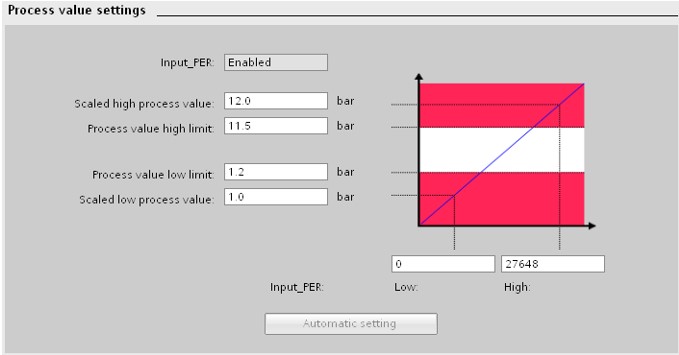 Process value settings
Input_PER: Enabled
Scaled high process value: 12.0 bar
Process value high limit: 11.5 bar
Process value low limit: 1.2 bar
Scaled low process value: 1.0 bar
0 27648
Input_PER: Low: High:
Automatic setting